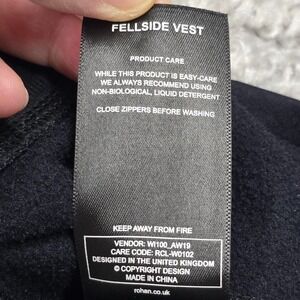 FELLSIDE VEST
PRODUCT CARE
WHILE THIS PRODUCT IS EASY-CARE
WE ALWAYS RECOMMEND USING
NON-BIOLOGICAL, LIQUID DETERGENT
CLOSE ZIPPERS BEFORE WASHING
KEEP AWAY FROM FIRE
VENDOR: WI100_AW19
CARE CODE: RCL-W0102
DESIGNED IN THE UNITED KINGDOM
© COPYRIGHT DESIGN
MADE IN CHINA
rohan.co.uk